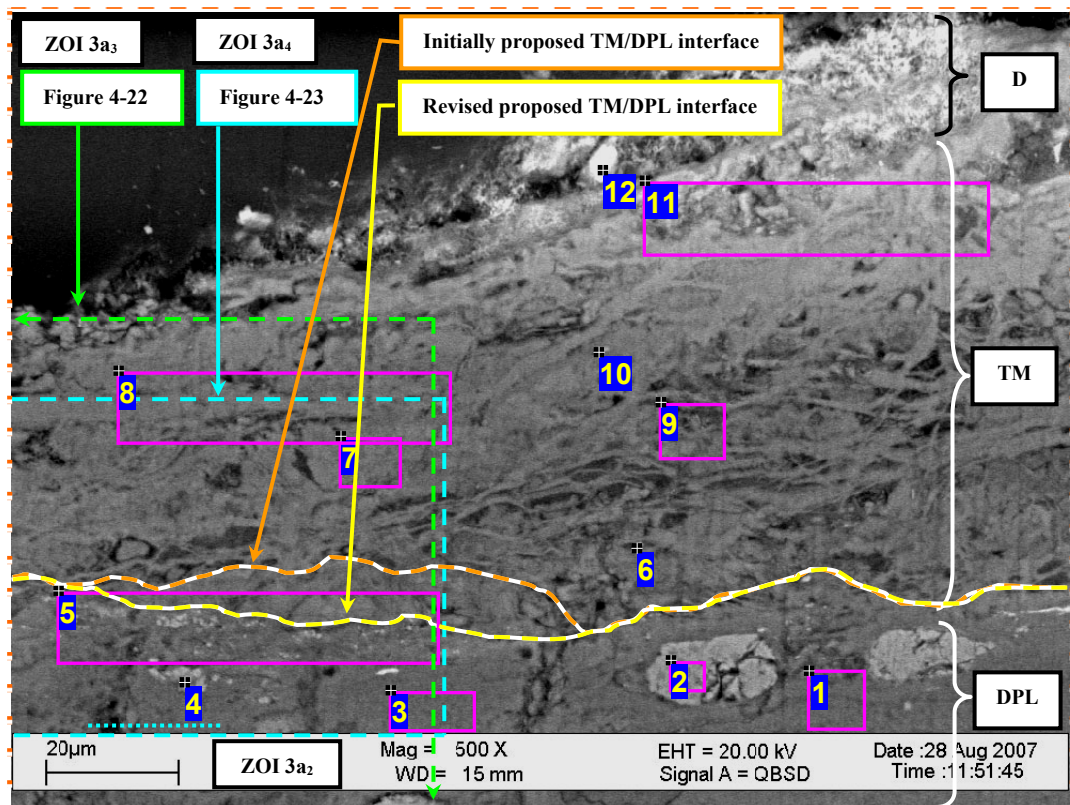 ZOI 3a₃
ZOI 3a₄
Initially proposed TM/DPL interface
D
Figure 4-22
Figure 4-23
Revised proposed TM/DPL interface
12
11
TM
10
8
9
7
6
5
2
1
4
3
DPL
20µm
Mag = 500 X
EHT = 20.00 kV
Date :28 Aug 2007
ZOI 3a₂
WD = 15 mm
Signal A = QBSD
Time :11:51:45